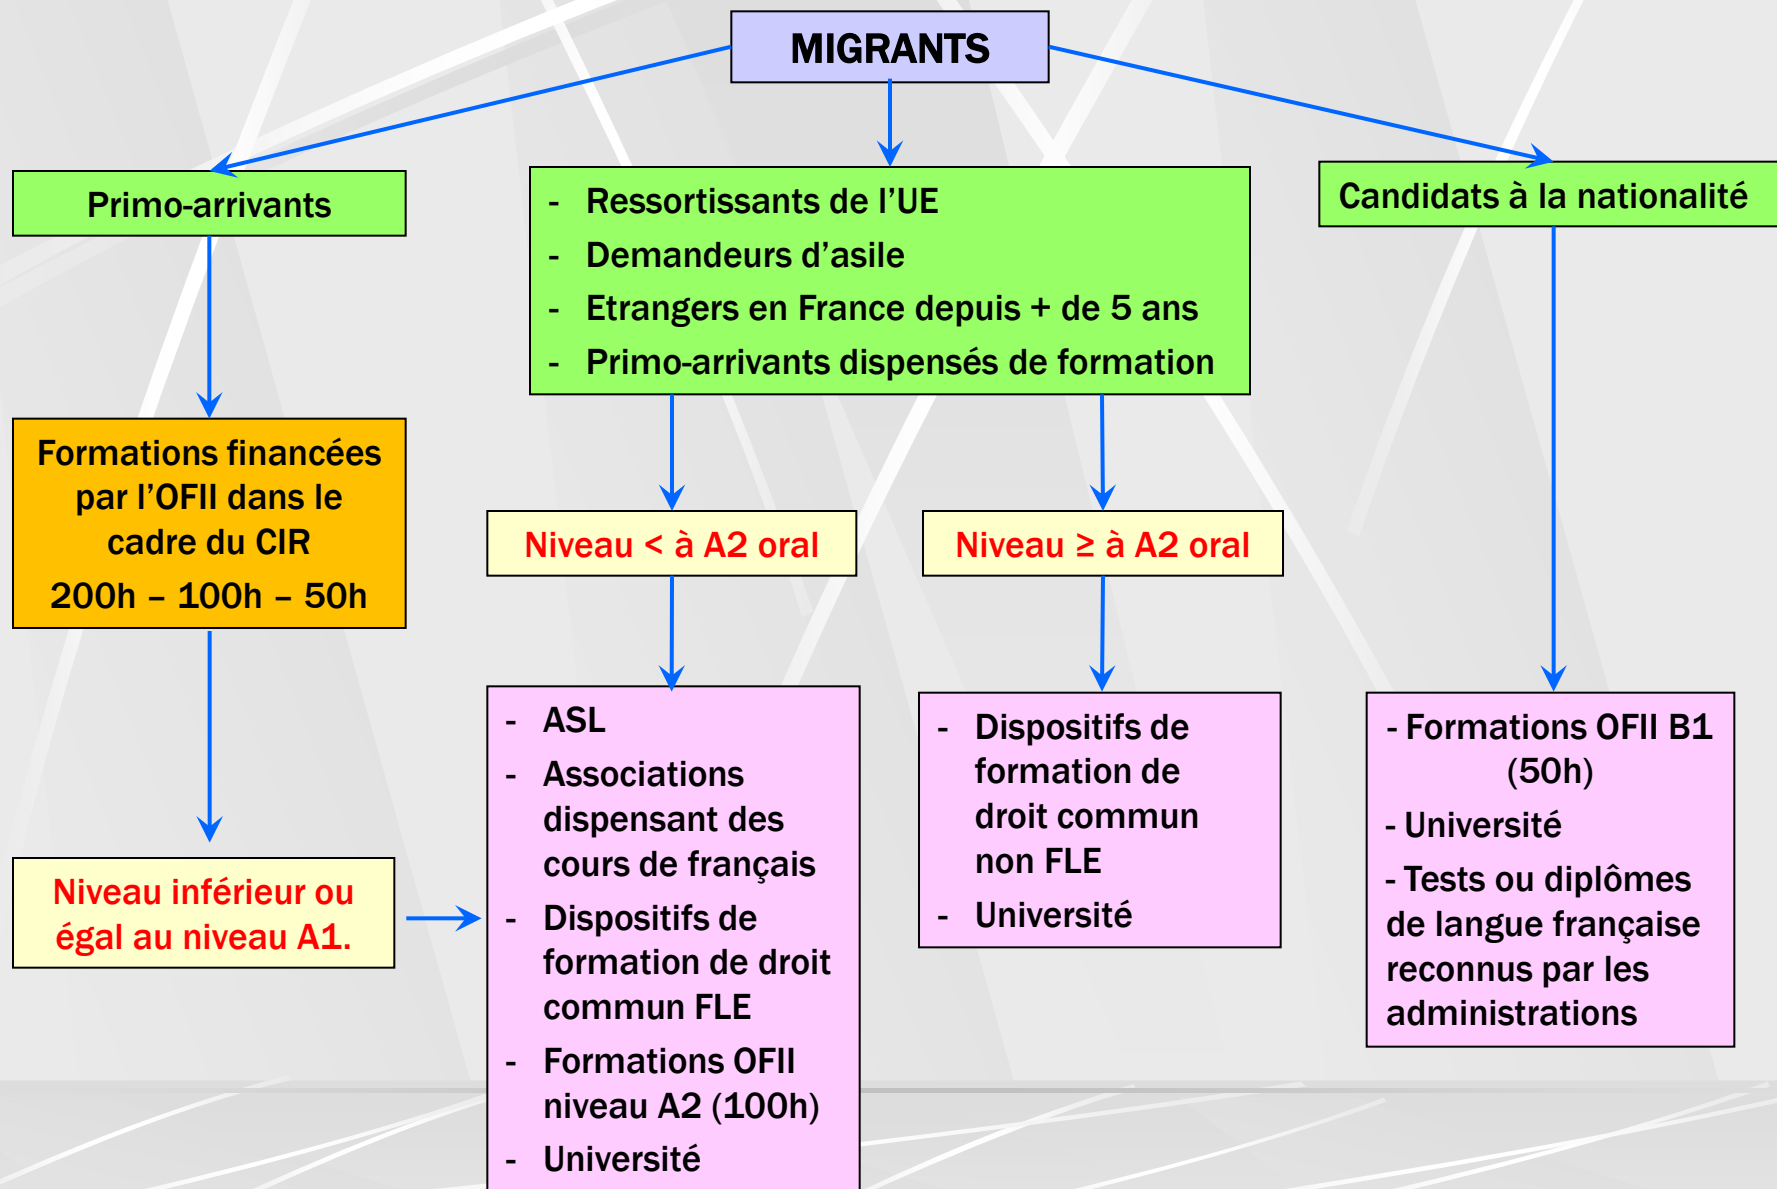 MIGRANTS
Primo-arrivants
- Ressortissants de l’UE
- Demandeurs d’asile
- Etrangers en France depuis + de 5 ans
- Primo-arrivants dispensés de formation
Candidats à la nationalité
Formations financées
par l’OFII dans le
cadre du CIR
200h – 100h – 50h
Niveau < à A2 oral
Niveau ≥ à A2 oral
Niveau inférieur ou
égal au niveau A1.
- ASL
- Associations
dispensant des
cours de français
- Dispositifs de
formation de droit
commun FLE
- Formations OFII
niveau A2 (100h)
- Université
- Dispositifs de
formation de
droit commun
non FLE
- Université
- Formations OFII B1
(50h)
- Université
- Tests ou diplômes
de langue française
reconnus par les
administrations